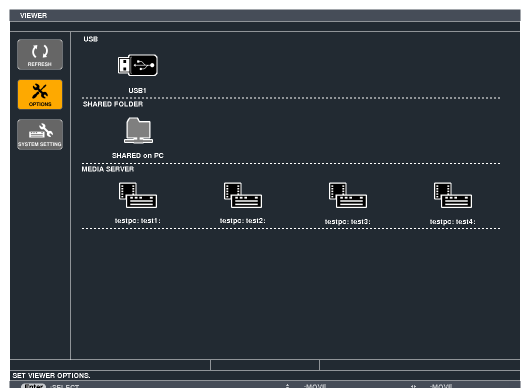 VIEWER
USB
REFRESH
USB1
OPTIONS
SHARED FOLDER
SYSTEM SETTING
SHARED on PC
MEDIA SERVER
testpc: test1: testpc: test2: testpc: test3: testpc: test4:
SET VIEWER OPTIONS.
Enter :SELECT :MOVE :MOVE